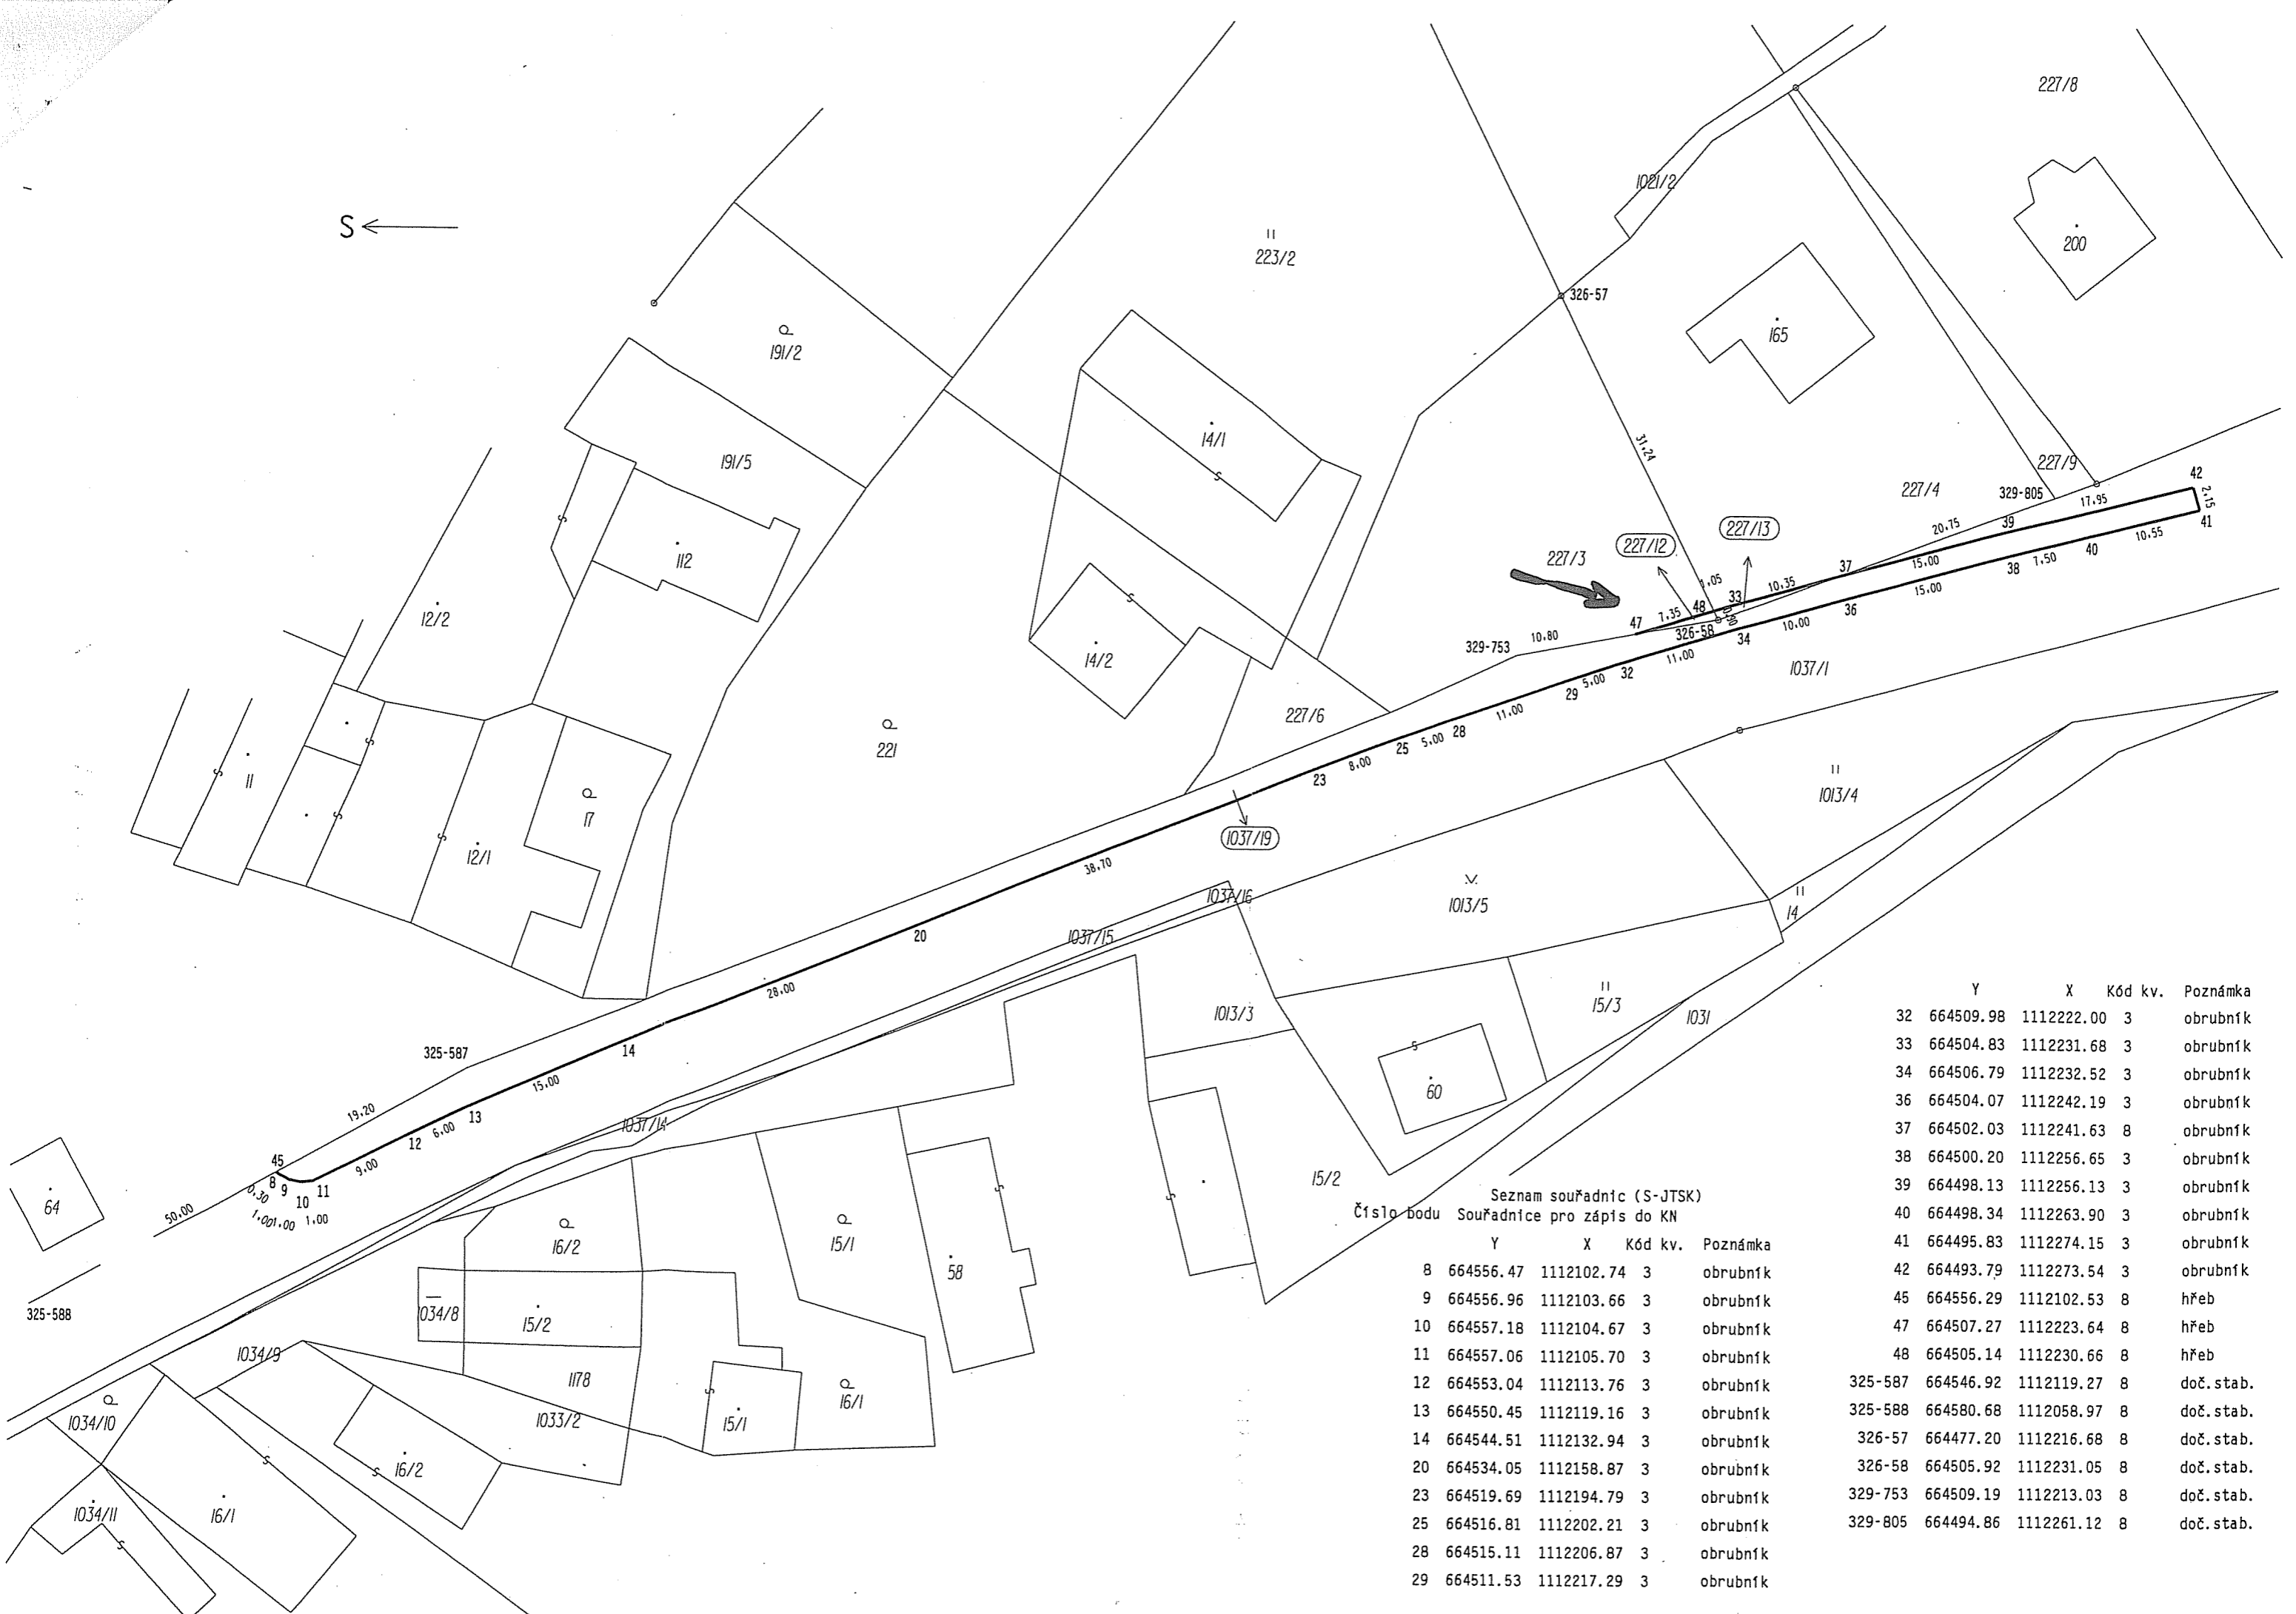 227/8
1021/2
S
200
II
223/2
326-57
165
191/2
14/1
31.24
191/5
227/9
42
227/4
329-805
17.95
2.15
39
41
227/13
20.75
10.55
227/12
40
112
227/3
37
15.00
7.50
38
1.05
10.35
15.00
33
48
36
12/2
7.35
0.90
10.00
47
326-58
34
329-753
10.80
11.00
14/2
32
1037/1
5.00
29
227/6
11.00
28
221
5.00
25
8.00
11
23
II
1013/4
17
1037/19
12/1
38.70
1037/16
1013/5
II
14
20
1037/15
28.00
II
15/3
1013/3
1031
14
325-587
15.00
60
19.20
13
1037/14
6.00
12
45
9.00
8
9
11
10
0.30
1.00
1.00
1.00
64
50.00
15/2
16/2
15/1
58
325-588
1034/8
15/2
1034/9
1178
16/1
1034/10
1033/2
15/1
16/2
1034/11
16/1
Y X Kód kv. Poznámka
32 664509.98 1112222.00 3 obrubník
33 664504.83 1112231.68 3 obrubník
34 664506.79 1112232.52 3 obrubník
36 664504.07 1112242.19 3 obrubník
37 664502.03 1112241.63 8 obrubník
38 664500.20 1112256.65 3 obrubník
39 664498.13 1112256.13 3 obrubník
40 664498.34 1112263.90 3 obrubník
41 664495.83 1112274.15 3 obrubník
42 664493.79 1112273.54 3 obrubník
45 664556.29 1112102.53 8 hřeb
47 664507.27 1112223.64 8 hřeb
48 664505.14 1112230.66 8 hřeb
325-587 664546.92 1112119.27 8 doč.stab.
325-588 664580.68 1112058.97 8 doč.stab.
326-57 664477.20 1112216.68 8 doč.stab.
326-58 664505.92 1112231.05 8 doč.stab.
329-753 664509.19 1112213.03 8 doč.stab.
329-805 664494.86 1112261.12 8 doč.stab.
Seznam souřadnic (S-JTSK)
Číslo bodu Souřadnice pro zápis do KN
Y X Kód kv. Poznámka
8 664556.47 1112102.74 3 obrubník
9 664556.96 1112103.66 3 obrubník
10 664557.18 1112104.67 3 obrubník
11 664557.06 1112105.70 3 obrubník
12 664553.04 1112113.76 3 obrubník
13 664550.45 1112119.16 3 obrubník
14 664544.51 1112132.94 3 obrubník
20 664534.05 1112158.87 3 obrubník
23 664519.69 1112194.79 3 obrubník
25 664516.81 1112202.21 3 obrubník
28 664515.11 1112206.87 3 obrubník
29 664511.53 1112217.29 3 obrubník